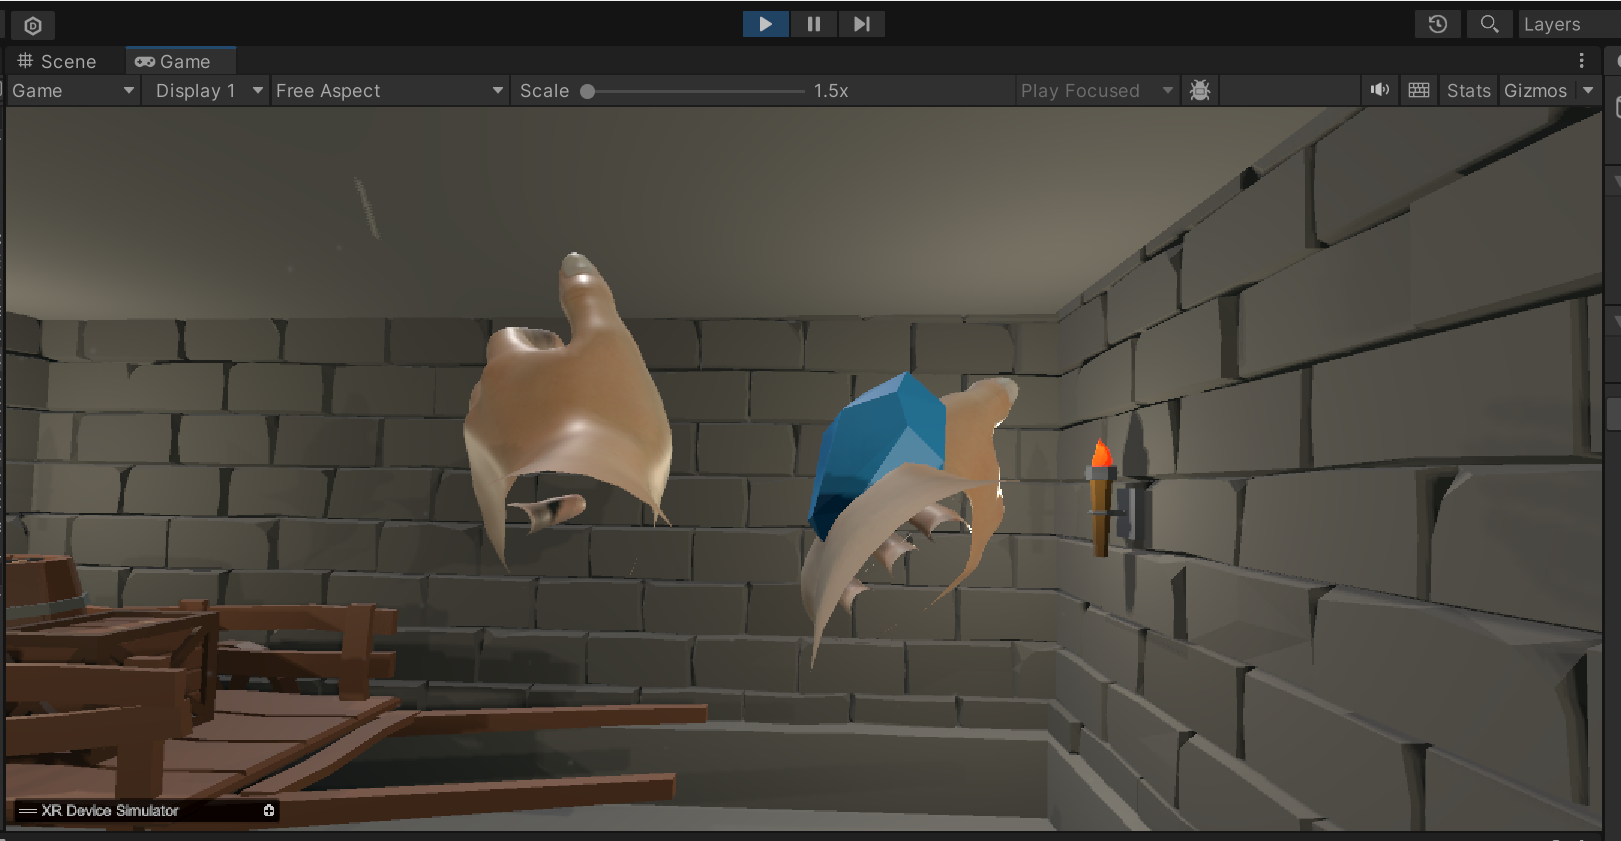 Layers
Scene Game
Game Display 1 Free Aspect Scale 1.5x Play Focused Stats Gizmos
XR Device Simulator